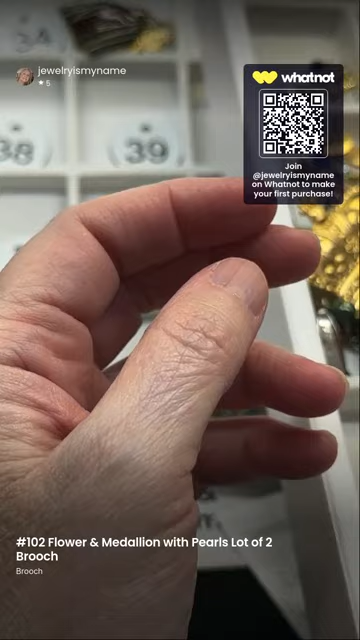 34
jewelryismyname
★ 5
whatnot
38
39
Join
@jewelryismyname
on Whatnot to make
your first purchase!
#102 Flower & Medallion with Pearls Lot of 2
Brooch
Brooch